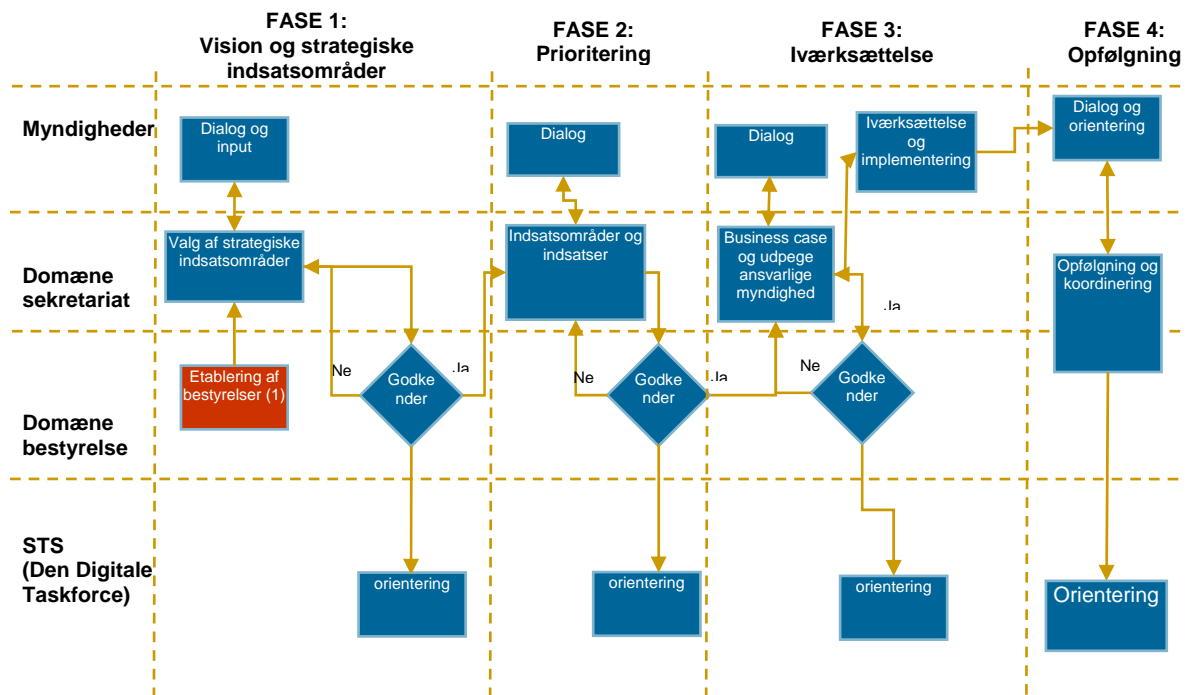 FASE 1:
Vision og strategiske
indsatsområder
FASE 2:
Prioritering
FASE 3:
Iværksættelse
FASE 4:
Opfølgning
Myndigheder
Dialog og
input
Dialog
Dialog
Iværksættelse
og
implementering
Dialog og
orientering
Domæne
sekretariat
Valg af strategiske
indsatsområder
Indsatsområder og
indsatser
Business case
og udpege
ansvarlige
myndighed
Opfølgning og
koordinering
Ja
Domæne
bestyrelse
Etablering af
bestyrelser (1)
Ne
Godke
nder
Ja
Ne
Godke
nder
Ja
Ne
Godke
nder
STS
(Den Digitale
Taskforce)
orientering
orientering
orientering
Orientering